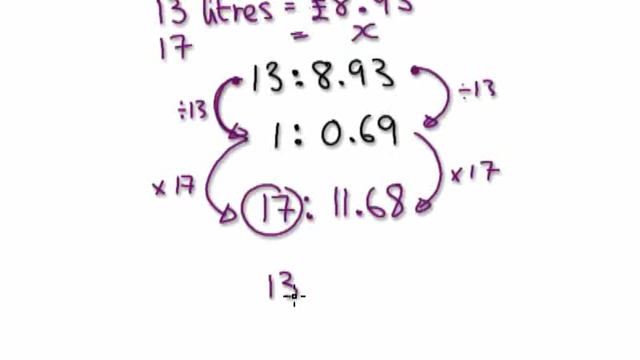 13 litres = £8.93
17 = x
13 : 8.93
÷13 ÷13
1 : 0.69
x 17 x 17
17 : 11.68
13